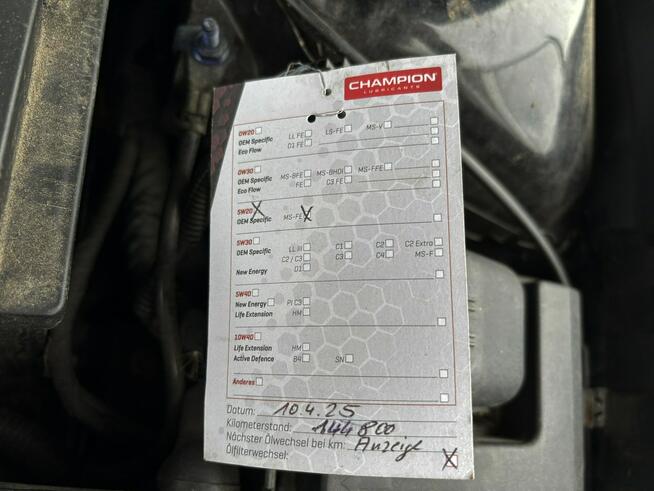 CHAMPION
LUBRICANTS
0W20 LL FE LS-FE MS-V
OEM Specific D1 FE
Eco Flow
0W30 MS-BFE MS-BHDI MS-FFE
OEM Specific FE C3 FE
Eco Flow
5W20 MS-FE
OEM Specific
5W30 LL III C1 C2 C2 Extra
OEM Specific C2 / C3 C3 C4 MS-F
New Energy D1
5W40
New Energy PI C3
Life Extension HM
10W40
Life Extension HM
Active Defence B4 SN
Anderes
Datum: 10.4.25
Kilometerstand: 144800
Nächster Ölwechsel bei km: Anzeige
Ölfilterwechsel: